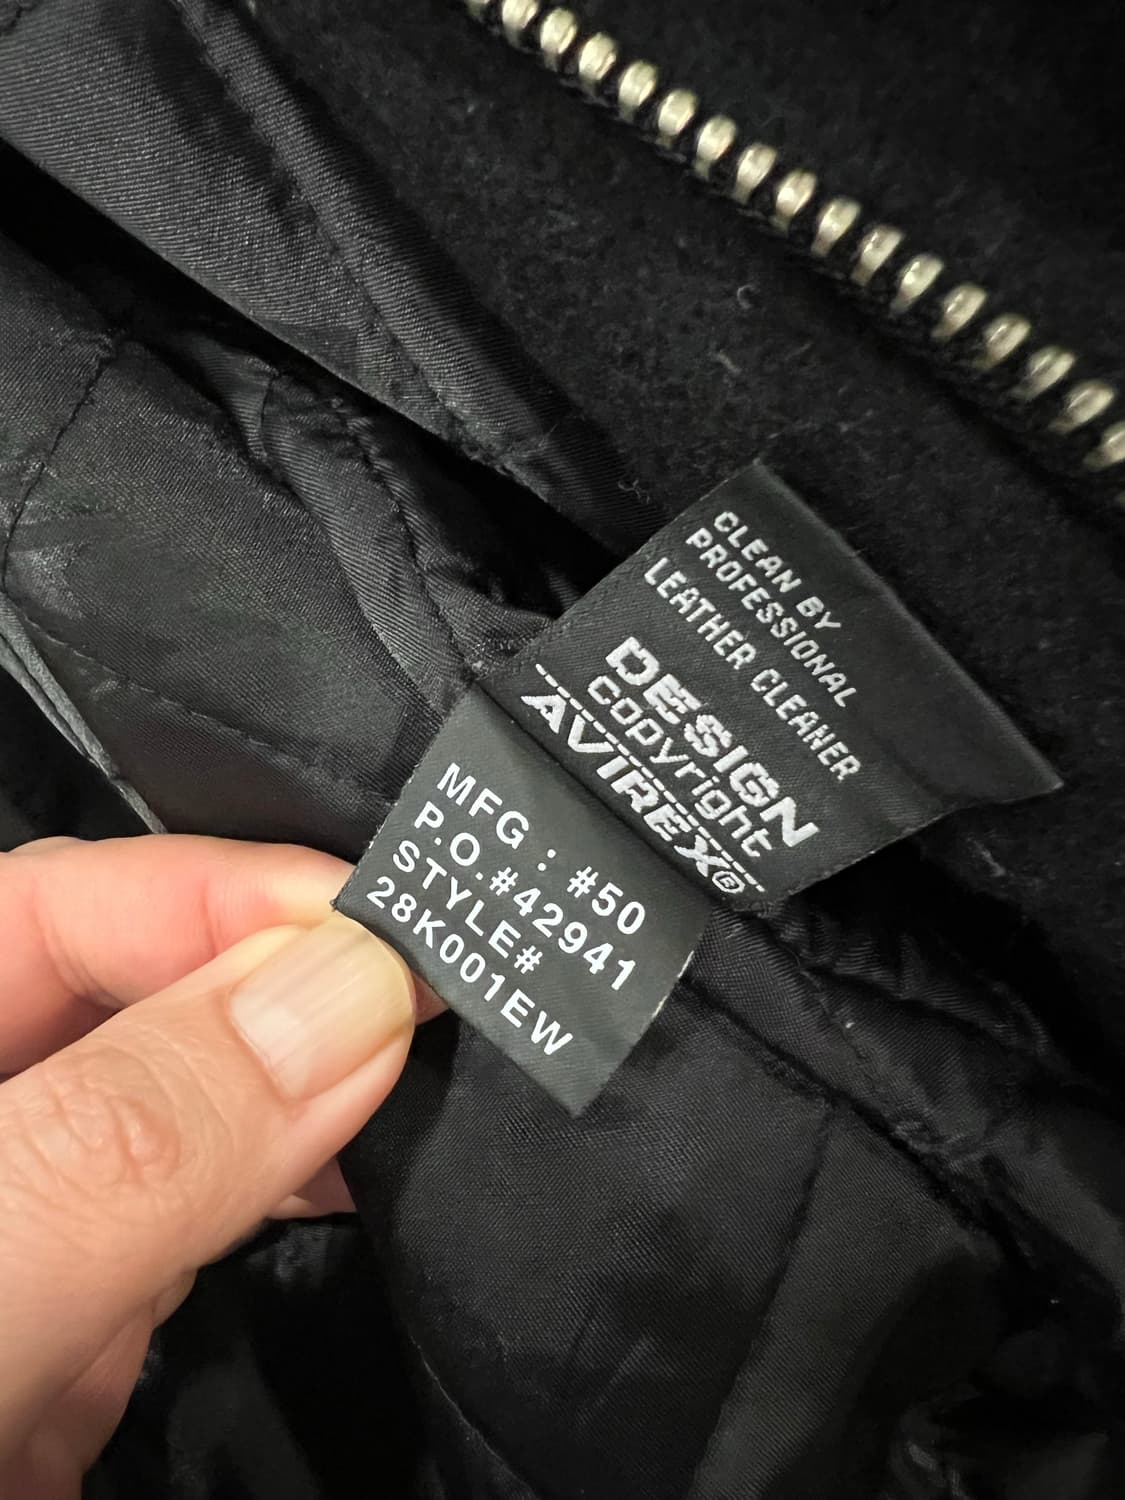 CLEAN BY
PROFESSIONAL
LEATHER CLEANER
DESIGN
copyright
AVIREX®
MFG : #50
P.O.#42941
STYLE#
28K001EW